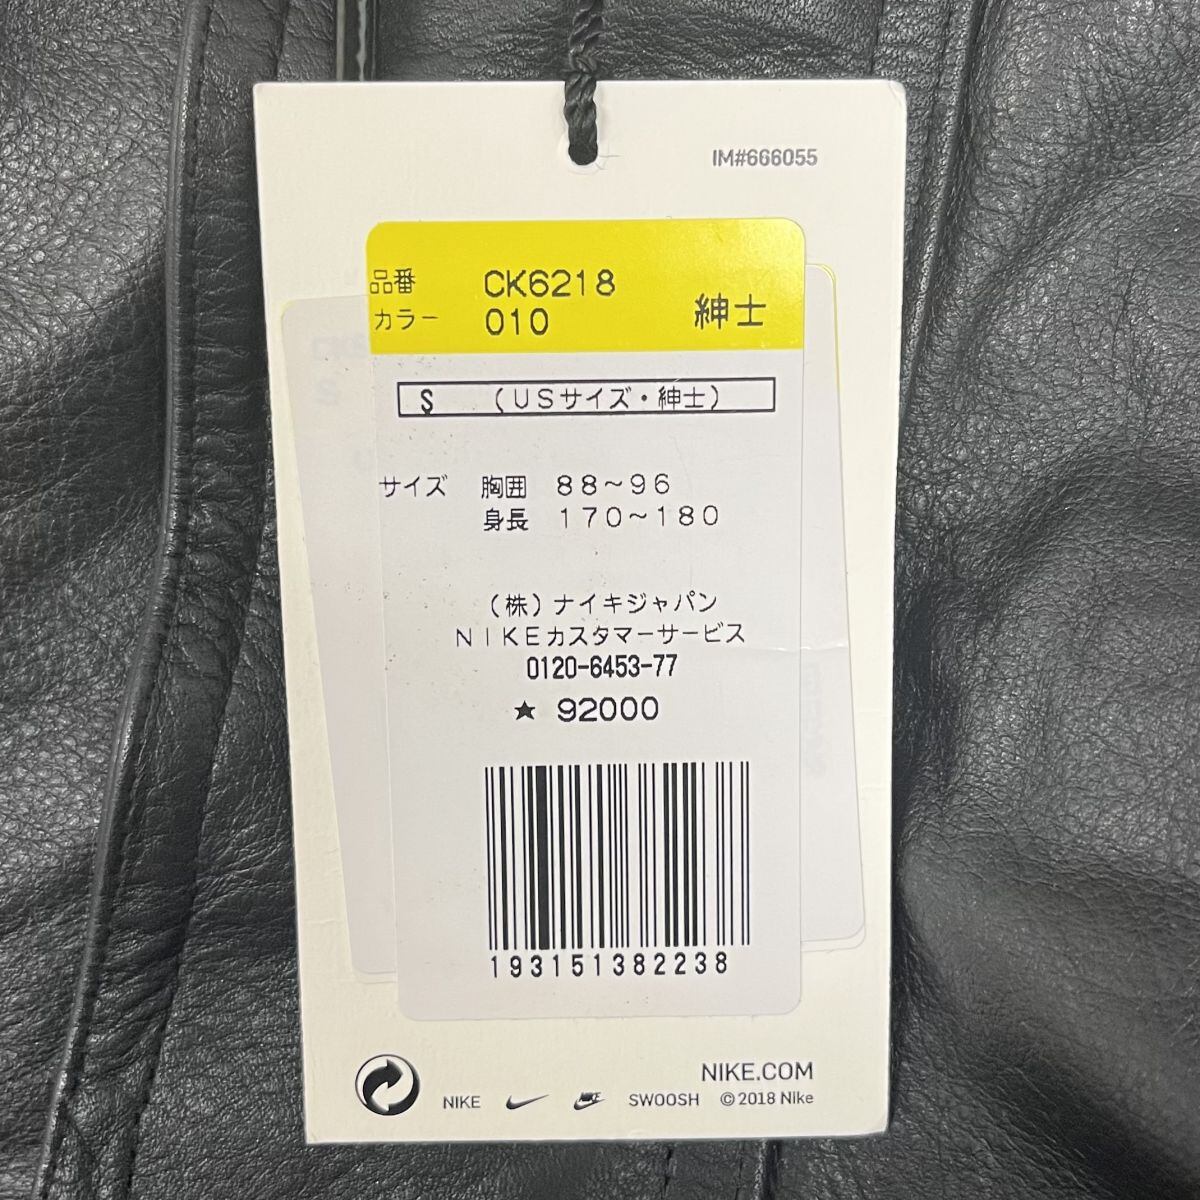 IM#666055
品番 CK6218
カラー 010 紳士
S （USサイズ・紳士）
サイズ 胸囲 88～96
身長 170～180
（株）ナイキジャパン
NIKEカスタマーサービス
0120-6453-77
★ 92000
193151382238
NIKE.COM
NIKE SWOOSH ©2018 Nike